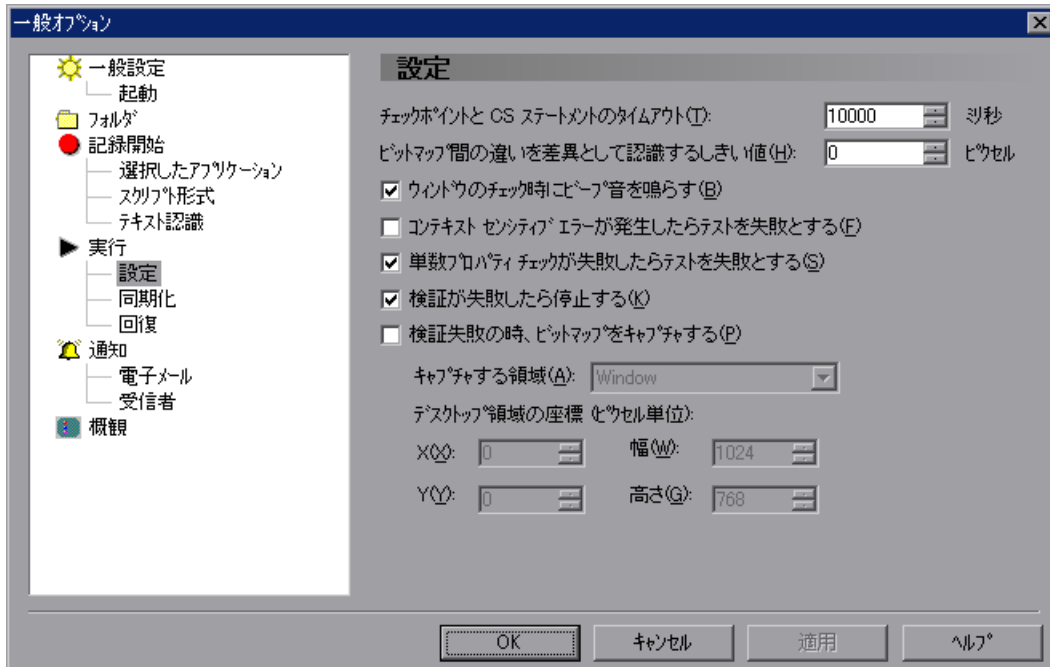 一般ｵﾌﾟｼｮﾝ
一般設定
起動
ﾌｫﾙﾀﾞ
記録開始
選択したｱﾌﾟﾘｹｰｼｮﾝ
ｽｸﾘﾌﾟﾄ形式
ﾃｷｽﾄ認識
実行
設定
同期化
回復
通知
電子ﾒｰﾙ
受信者
概観
設定
ﾁｪｯｸﾎﾟｲﾝﾄと CS ｽﾃｰﾄﾒﾝﾄのﾀｲﾑｱｳﾄ(T): 10000 ﾐﾘ秒
ﾋﾞｯﾄﾏｯﾌﾟ間の違いを差異として認識するしきい値(H): 0 ﾋﾟｸｾﾙ
ｳｨﾝﾄﾞｳのﾁｪｯｸ時にﾋﾞｰﾌﾟ音を鳴らす(B)
ｺﾝﾃｷｽﾄ ｾﾝｼﾃｨﾌﾞ ｴﾗｰが発生したらﾃｽﾄを失敗とする(F)
単数ﾌﾟﾛﾊﾟﾃｨ ﾁｪｯｸが失敗したらﾃｽﾄを失敗とする(S)
検証が失敗したら停止する(K)
検証失敗の時、ﾋﾞｯﾄﾏｯﾌﾟをｷｬﾌﾟﾁｬする(P)
ｷｬﾌﾟﾁｬする領域(A): Window
ﾃﾞｽｸﾄｯﾌﾟ領域の座標 (ﾋﾟｸｾﾙ単位):
X(X): 0 幅(W): 1024
Y(Y): 0 高さ(G): 768
OK ｷｬﾝｾﾙ 適用 ﾍﾙﾌﾟ